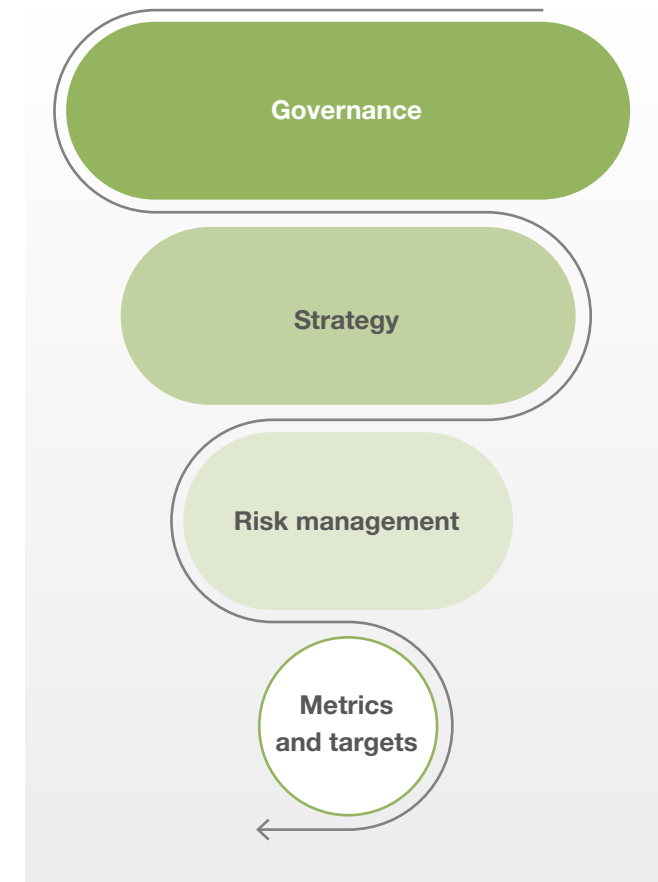 Governance
Strategy
Risk management
Metrics
and targets